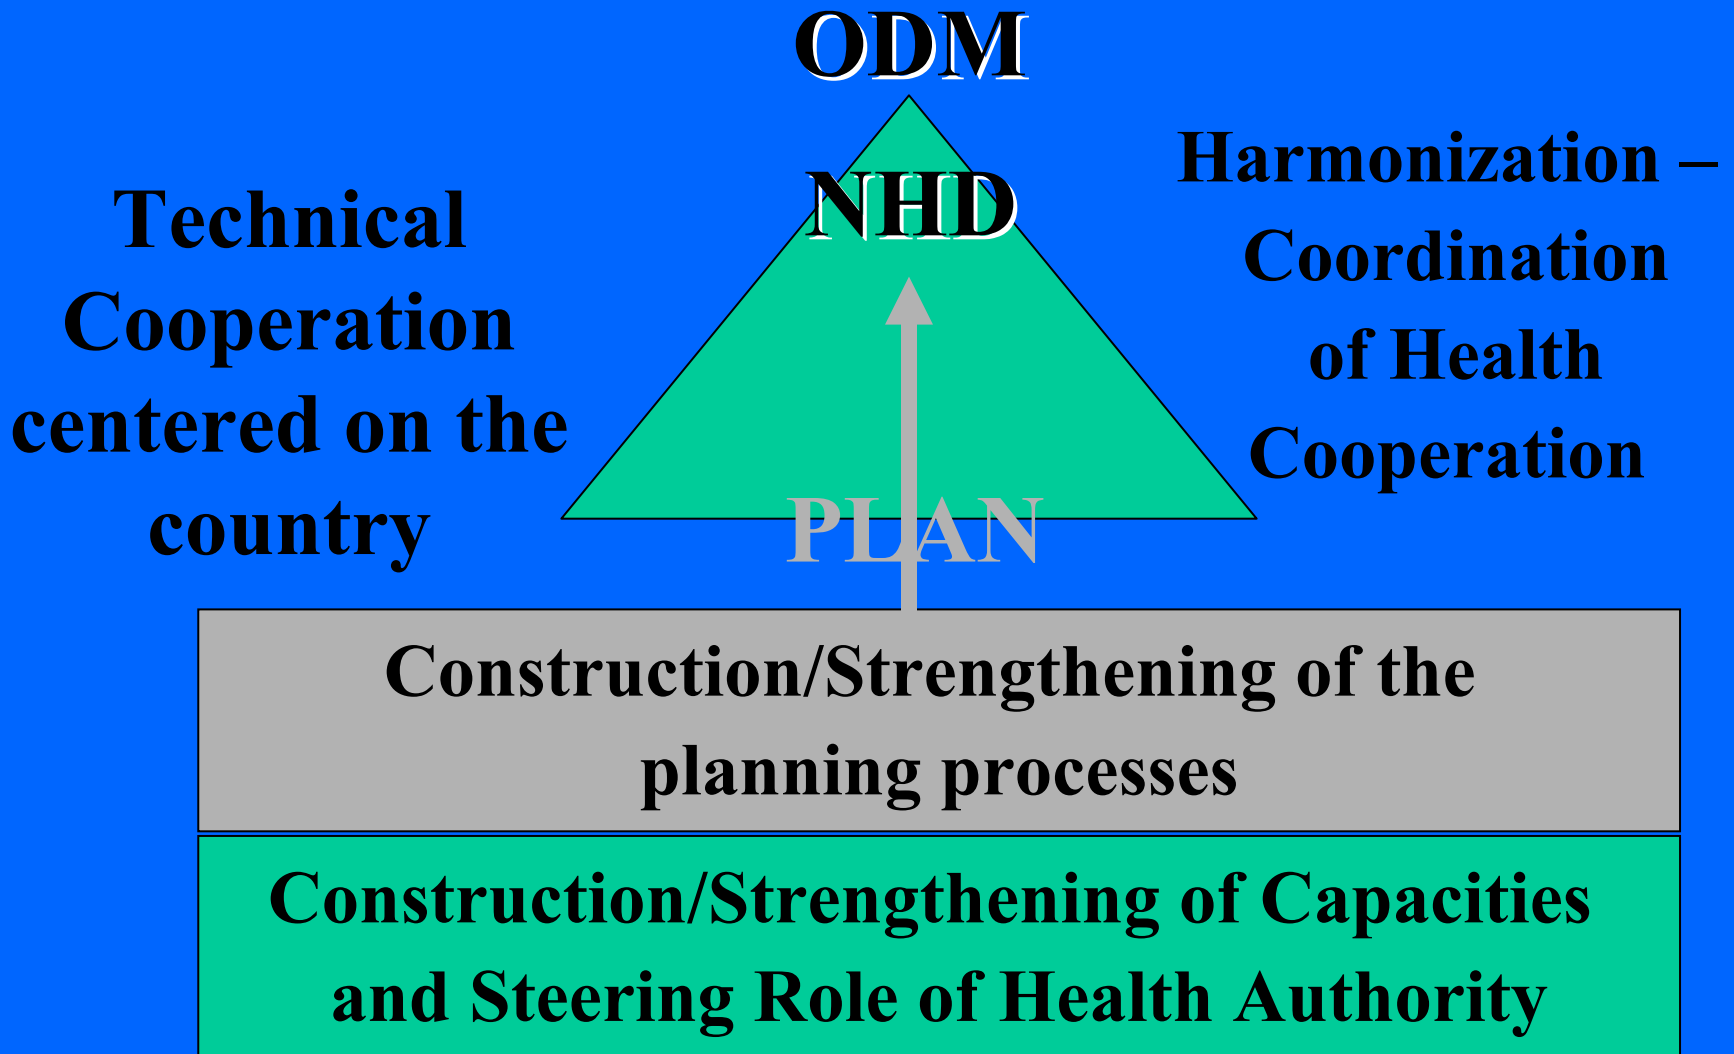 ODM
NHD
Technical
Cooperation
centered on the
country
Harmonization –
Coordination
of Health
Cooperation
PLAN
Construction/Strengthening of the
planning processes
Construction/Strengthening of Capacities
and Steering Role of Health Authority